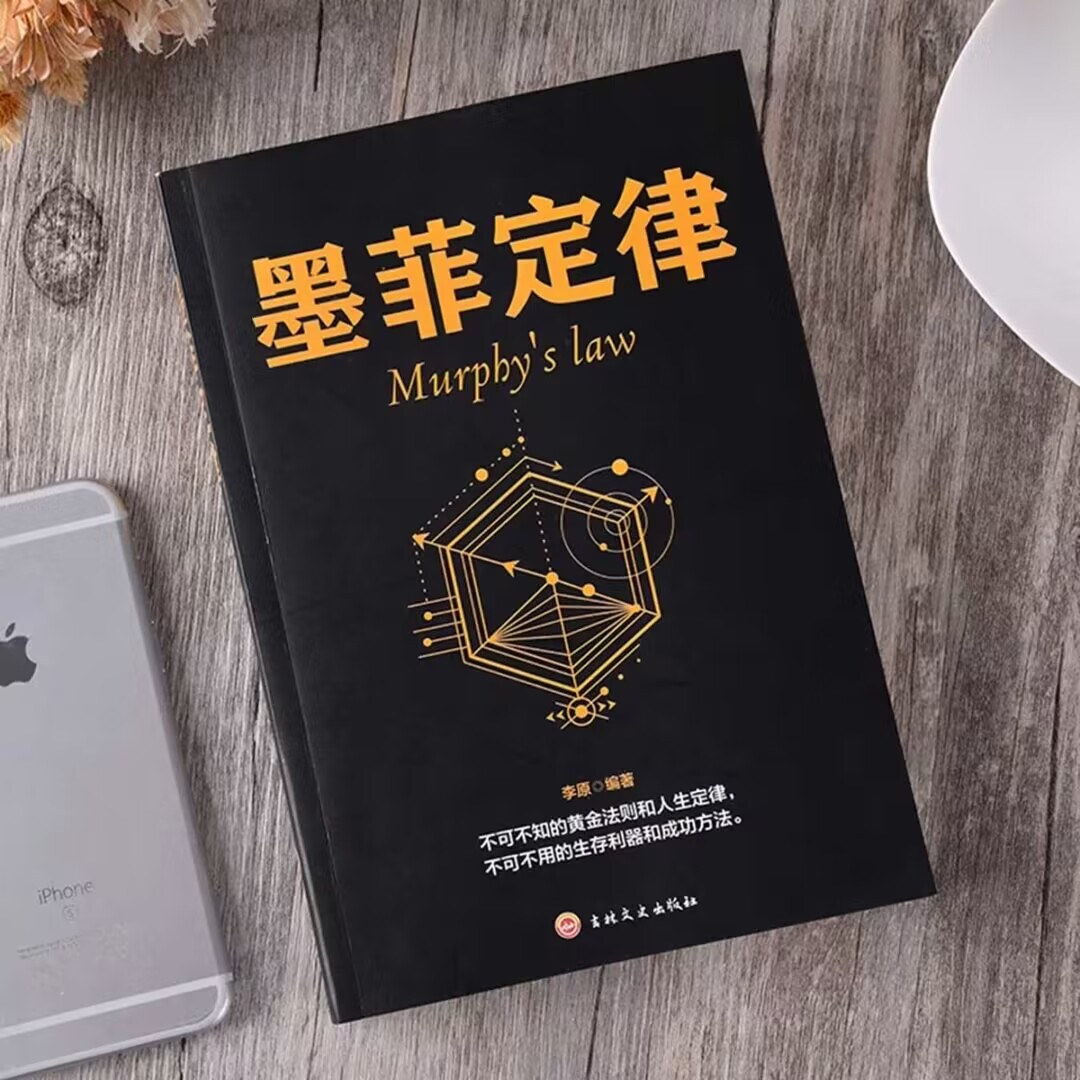 墨菲定律
Murphy's law
李原◎编著
不可不知的黄金法则和人生定律，
不可不用的生存利器和成功方法。
吉林文史出版社
iPhone
S